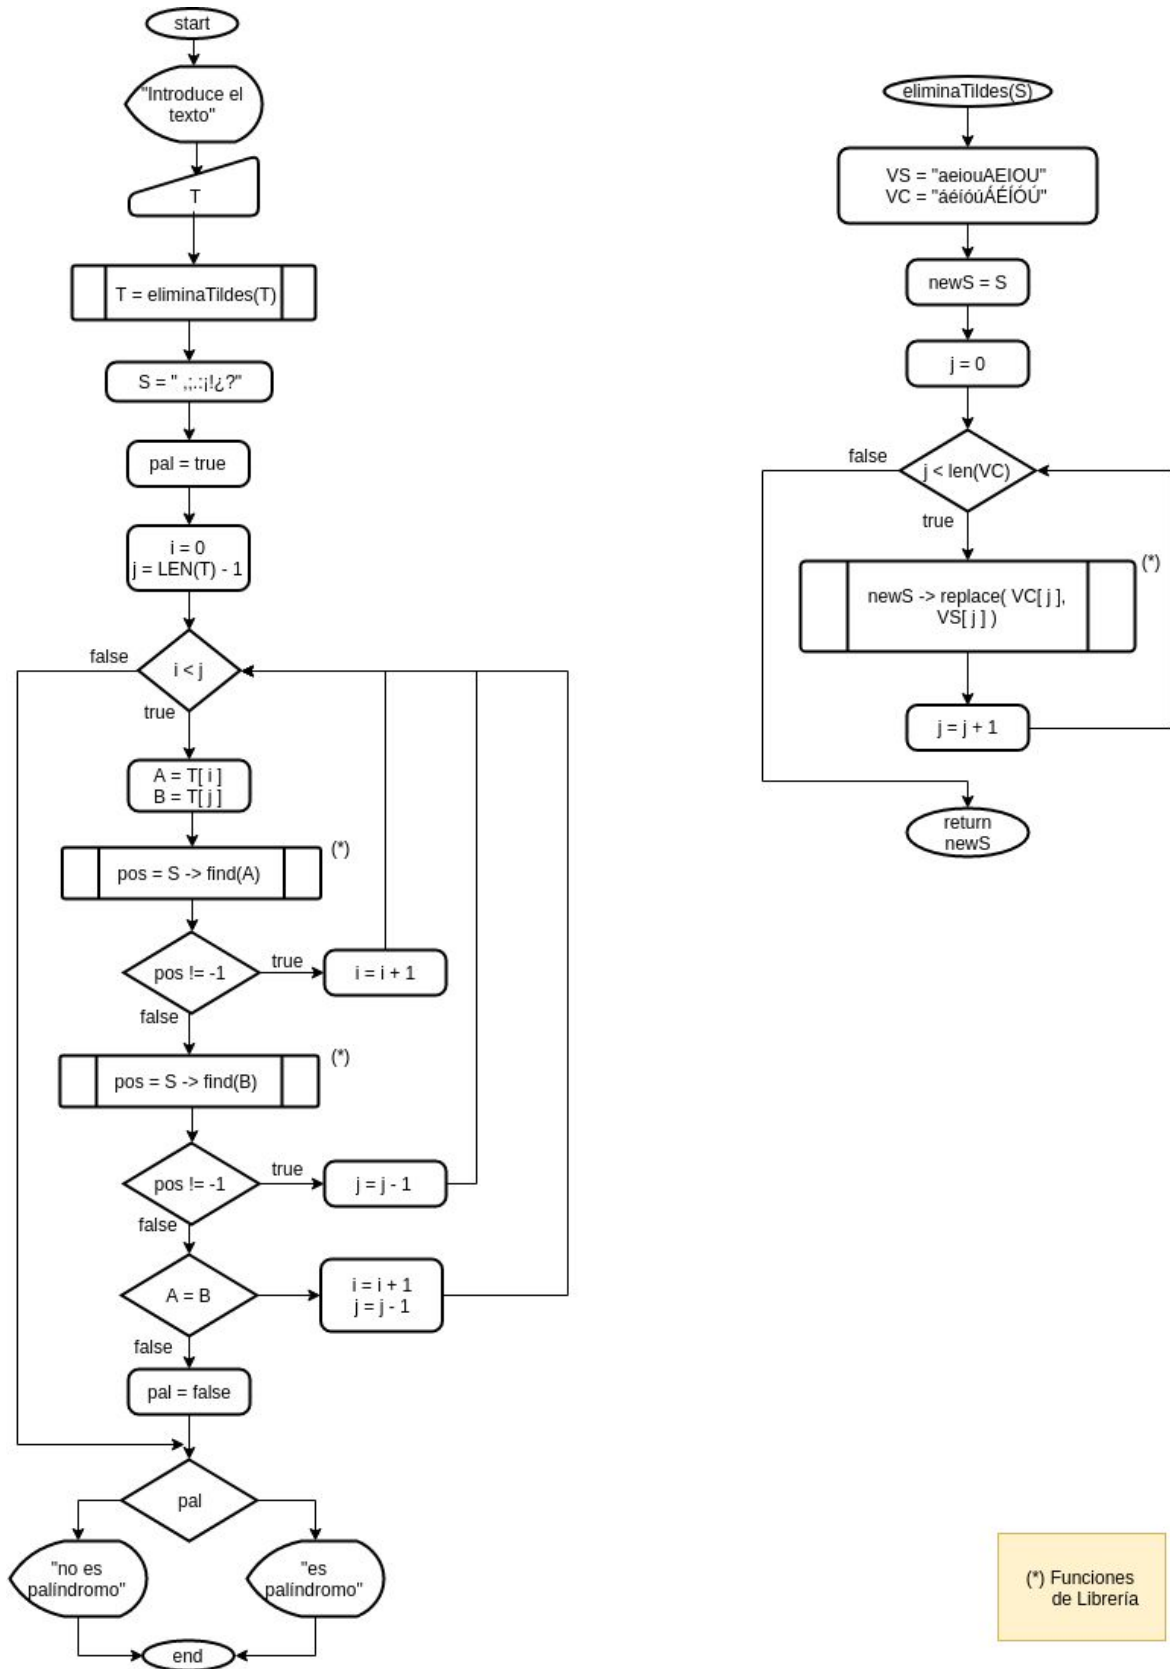 start
"Introduce el
texto"
T
T = eliminaTildes(T)
S = " ,;.:¡!¿?"
pal = true
i = 0
j = LEN(T) - 1
i < j
false
true
A = T[ i ]
B = T[ j ]
pos = S -> find(A)
(*)
pos != -1
true
i = i + 1
false
pos = S -> find(B)
(*)
pos != -1
true
j = j - 1
false
A = B
i = i + 1
j = j - 1
false
pal = false
pal
"no es
palíndromo"
"es
palíndromo"
end
eliminaTildes(S)
VS = "aeiouAEIOU"
VC = "áéíóúÁÉÍÓÚ"
newS = S
j = 0
j < len(VC)
false
true
newS -> replace( VC[ j ],
VS[ j ] )
(*)
j = j + 1
return
newS
(*) Funciones
de Librería